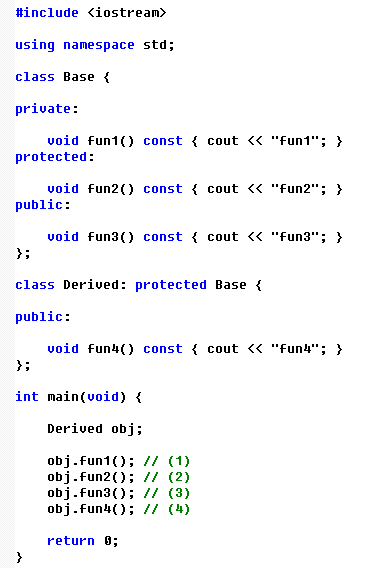 #include <iostream>
using namespace std;
class Base {
private:
    void fun1() const { cout << "fun1"; }
protected:
    void fun2() const { cout << "fun2"; }
public:
    void fun3() const { cout << "fun3"; }
};
class Derived: protected Base {
public:
    void fun4() const { cout << "fun4"; }
};
int main(void) {
    Derived obj;
    obj.fun1(); // (1)
    obj.fun2(); // (2)
    obj.fun3(); // (3)
    obj.fun4(); // (4)
    return 0;
}